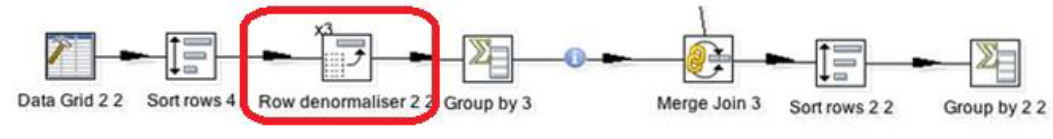 x3
Data Grid 2 2
Sort rows 4
Row denormaliser 2 2
Group by 3
Merge Join 3
Sort rows 2 2
Group by 2 2